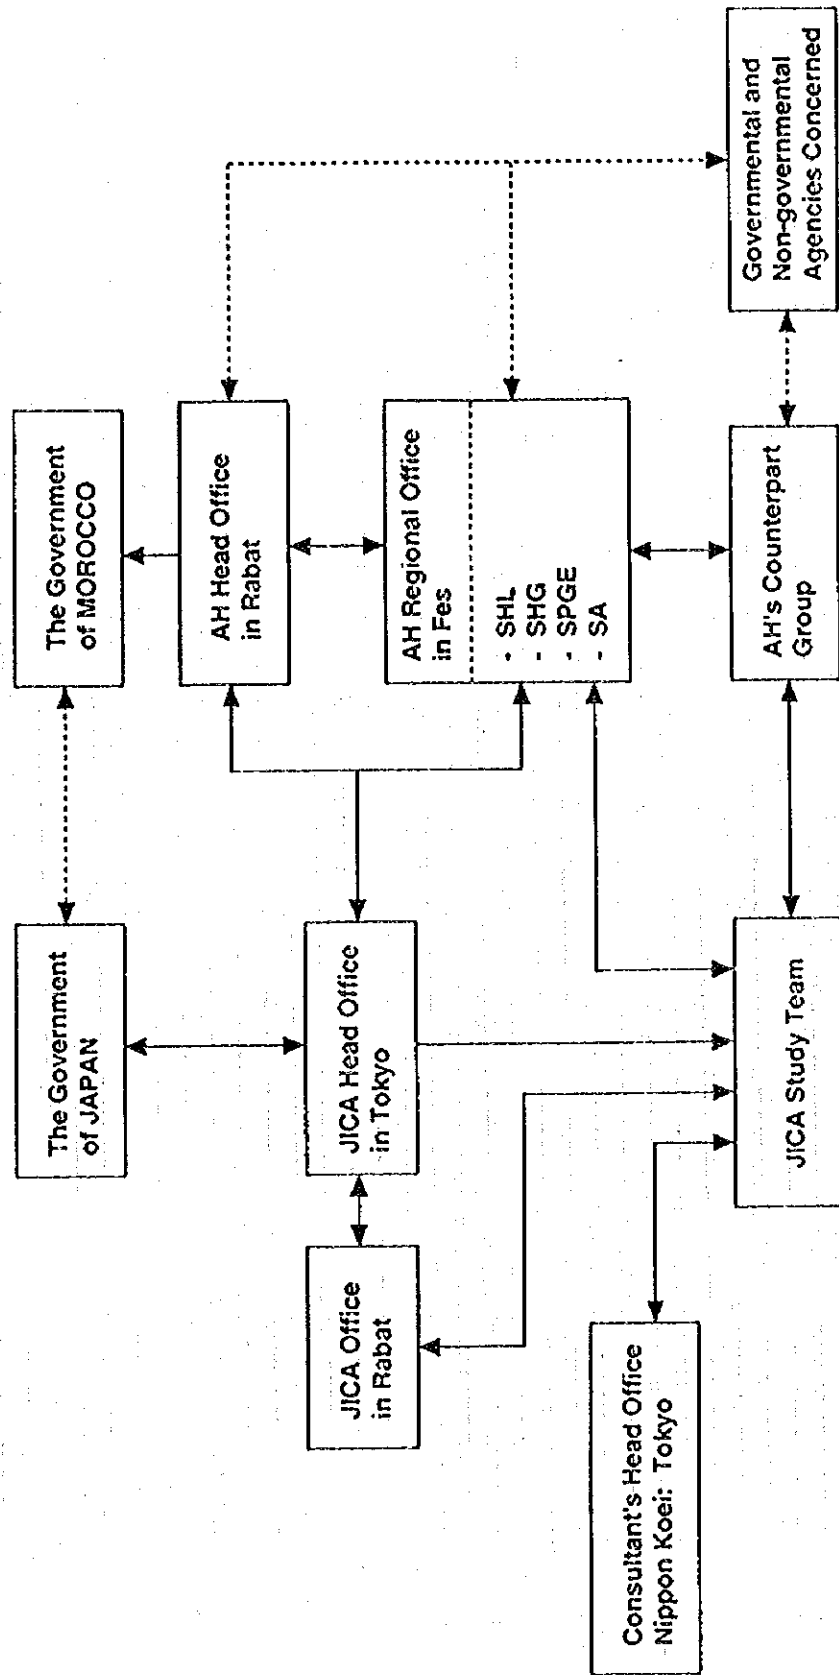 The Government
of JAPAN
The Government
of MOROCCO
JICA Office
in Rabat
JICA Head Office
in Tokyo
AH Head Office
in Rabat
AH Regional Office
in Fes
- SHL
- SHG
- SPGE
- SA
Consultant's Head Office
Nippon Koei: Tokyo
JICA Study Team
AH's Counterpart
Group
Governmental and
Non-governmental
Agencies Concerned